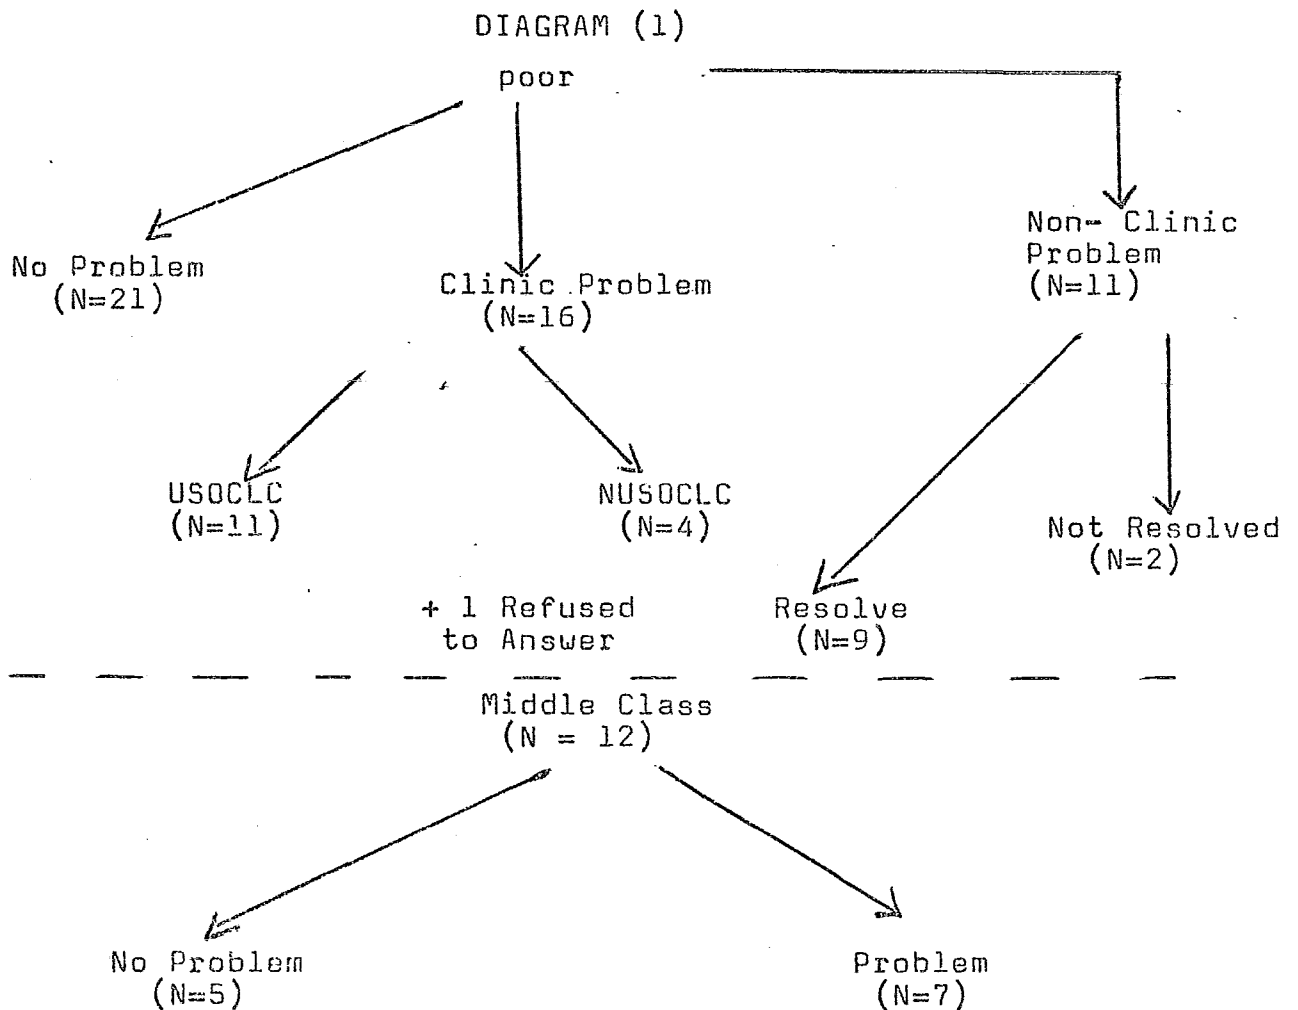 DIAGRAM (1)
poor
No Problem
(N=21)
Clinic Problem
(N=16)
Non- Clinic
Problem
(N=11)
USOCLC
(N=11)
NUSOCLC
(N=4)
Not Resolved
(N=2)
+ 1 Refused
to Answer
Resolve
(N=9)
Middle Class
(N = 12)
No Problem
(N=5)
Problem
(N=7)